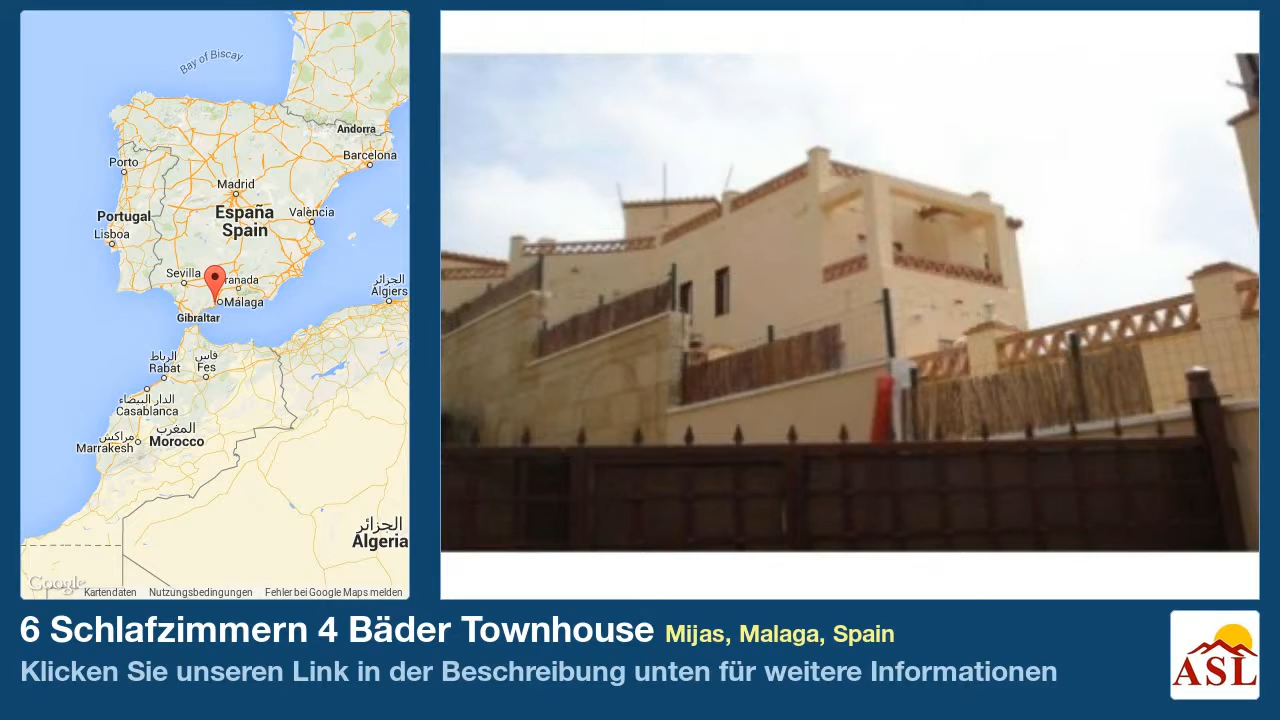 Bay of Biscay
Andorra
Porto
Barcelona
Madrid
Portugal
España
València
Spain
Lisboa
Sevilla
ranada
الجزائر
Málaga
Algiers
Gibraltar
الرباط
فاس
Rabat
Fes
الدار البيضاء
Casablanca
المغرب
مراكش
Morocco
Marrakesh
الجزائر
Algeria
Google
Kartendaten Nutzungsbedingungen Fehler bei Google Maps melden
6 Schlafzimmern 4 Bäder Townhouse Mijas, Malaga, Spain
Klicken Sie unseren Link in der Beschreibung unten für weitere Informationen
ASL